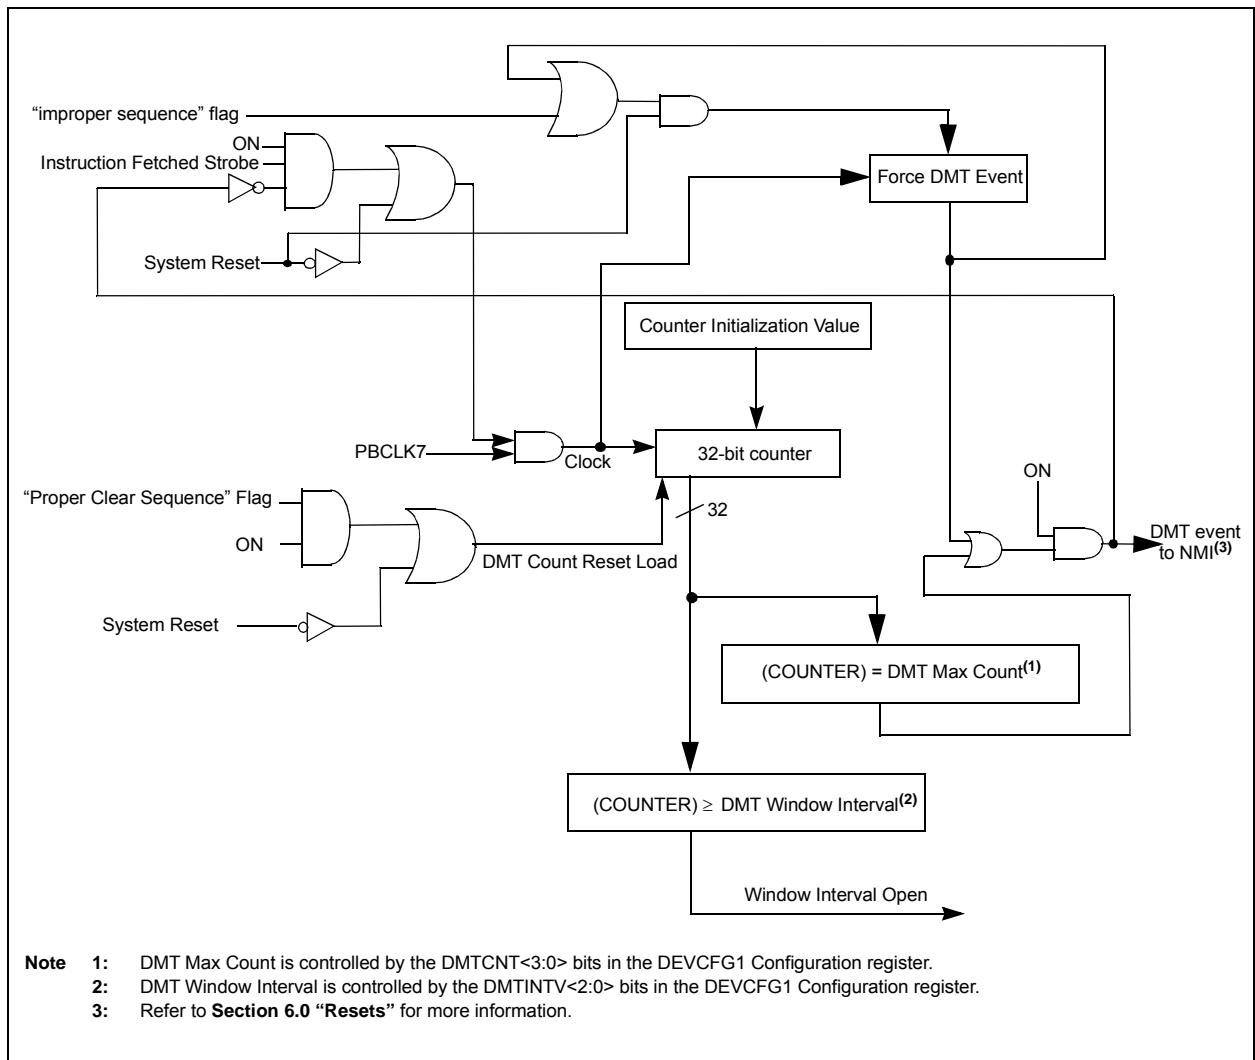 “improper sequence” flag
ON
Instruction Fetched Strobe
Force DMT Event
System Reset
Counter Initialization Value
PBCLK7
Clock
32-bit counter
“Proper Clear Sequence” Flag
ON
32
ON
DMT event
to NMI(3)
DMT Count Reset Load
System Reset
(COUNTER) = DMT Max Count(1)
(COUNTER) ≥ DMT Window Interval(2)
Window Interval Open
Note 1: DMT Max Count is controlled by the DMTCNT<3:0> bits in the DEVCFG1 Configuration register.
2: DMT Window Interval is controlled by the DMTINTV<2:0> bits in the DEVCFG1 Configuration register.
3: Refer to Section 6.0 “Resets” for more information.